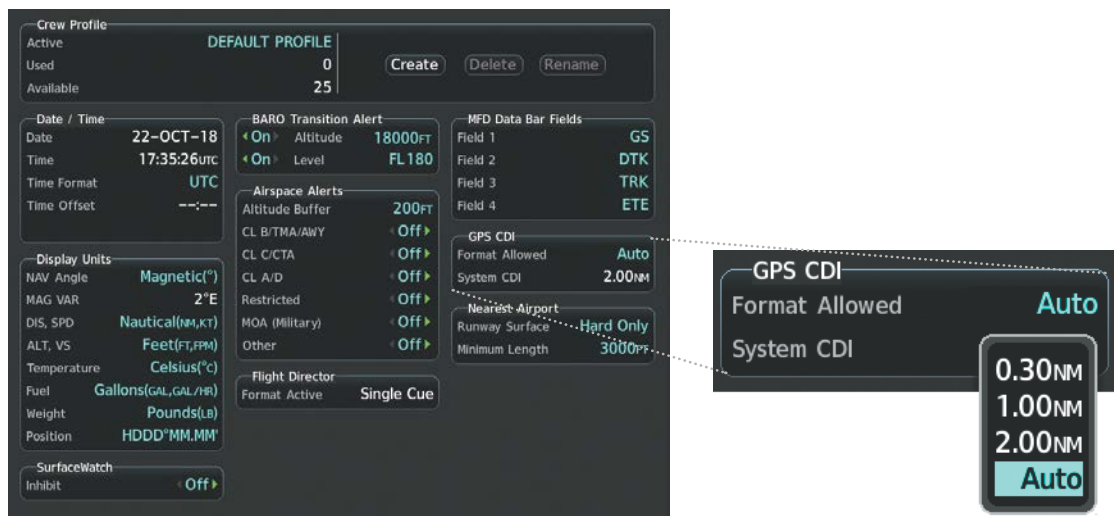 Crew Profile
Active DEFAULT PROFILE
Used 0
Available 25
Create Delete Rename
Date / Time
Date 22-OCT-18
Time 17:35:26UTC
Time Format UTC
Time Offset --:--
Display Units
NAV Angle Magnetic(°)
MAG VAR 2°E
DIS, SPD Nautical(NM,KT)
ALT, VS Feet(FT,FPM)
Temperature Celsius(°C)
Fuel Gallons(GAL,GAL/HR)
Weight Pounds(LB)
Position HDDD°MM.MM'
SurfaceWatch
Inhibit Off
BARO Transition Alert
On Altitude 18000FT
On Level FL180
Airspace Alerts
Altitude Buffer 200FT
CL B/TMA/AWY Off
CL C/CTA Off
CL A/D Off
Restricted Off
MOA (Military) Off
Other Off
Flight Director
Format Active Single Cue
MFD Data Bar Fields
Field 1 GS
Field 2 DTK
Field 3 TRK
Field 4 ETE
GPS CDI
Format Allowed Auto
System CDI 2.00NM
Nearest Airport
Runway Surface Hard Only
Minimum Length 3000FT
GPS CDI
Format Allowed Auto
System CDI
0.30NM
1.00NM
2.00NM
Auto